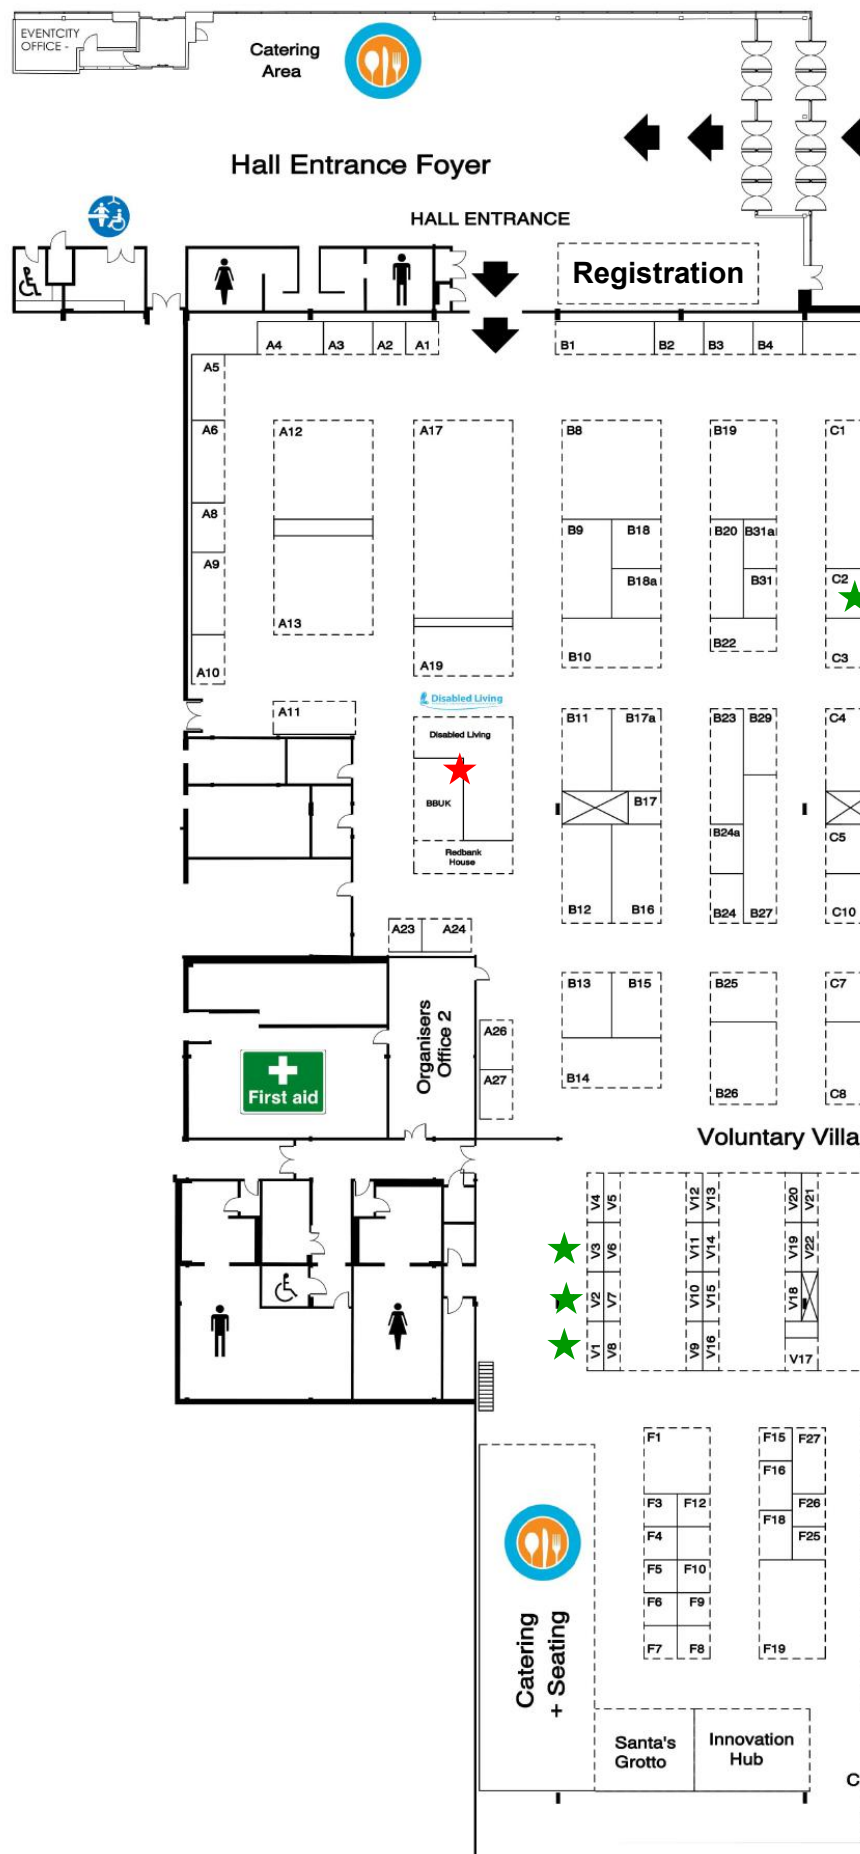 EVENTCITY
OFFICE -
Catering
Area
Hall Entrance Foyer
HALL ENTRANCE
Registration
A4
A3
A2
A1
B1
B2
B3
B4
A5
A6
A12
A17
B8
B19
C1
A8
B9
B18
B20
B31a
A9
B18a
B31
C2
A13
B22
A19
B10
C3
A10
Disabled Living
A11
B11
B17a
B23
B29
C4
Disabled Living
BBUK
B17
B24a
C5
Redbank
House
B12
B16
B24
B27
C10
A23
A24
B13
B15
B25
C7
Organisers
Office 2
A26
A27
First aid
B14
B26
C8
Voluntary Villa
V4
V5
V12
V13
V20
V21
V3
V6
V11
V14
V19
V22
V2
V7
V10
V15
V18
V1
V8
V9
V16
V17
F1
F15
F27
F16
F3
F12
F26
F18
F4
F25
F5
F10
F6
F9
F7
F8
F19
Catering
+ Seating
Santa's
Grotto
Innovation
Hub
C